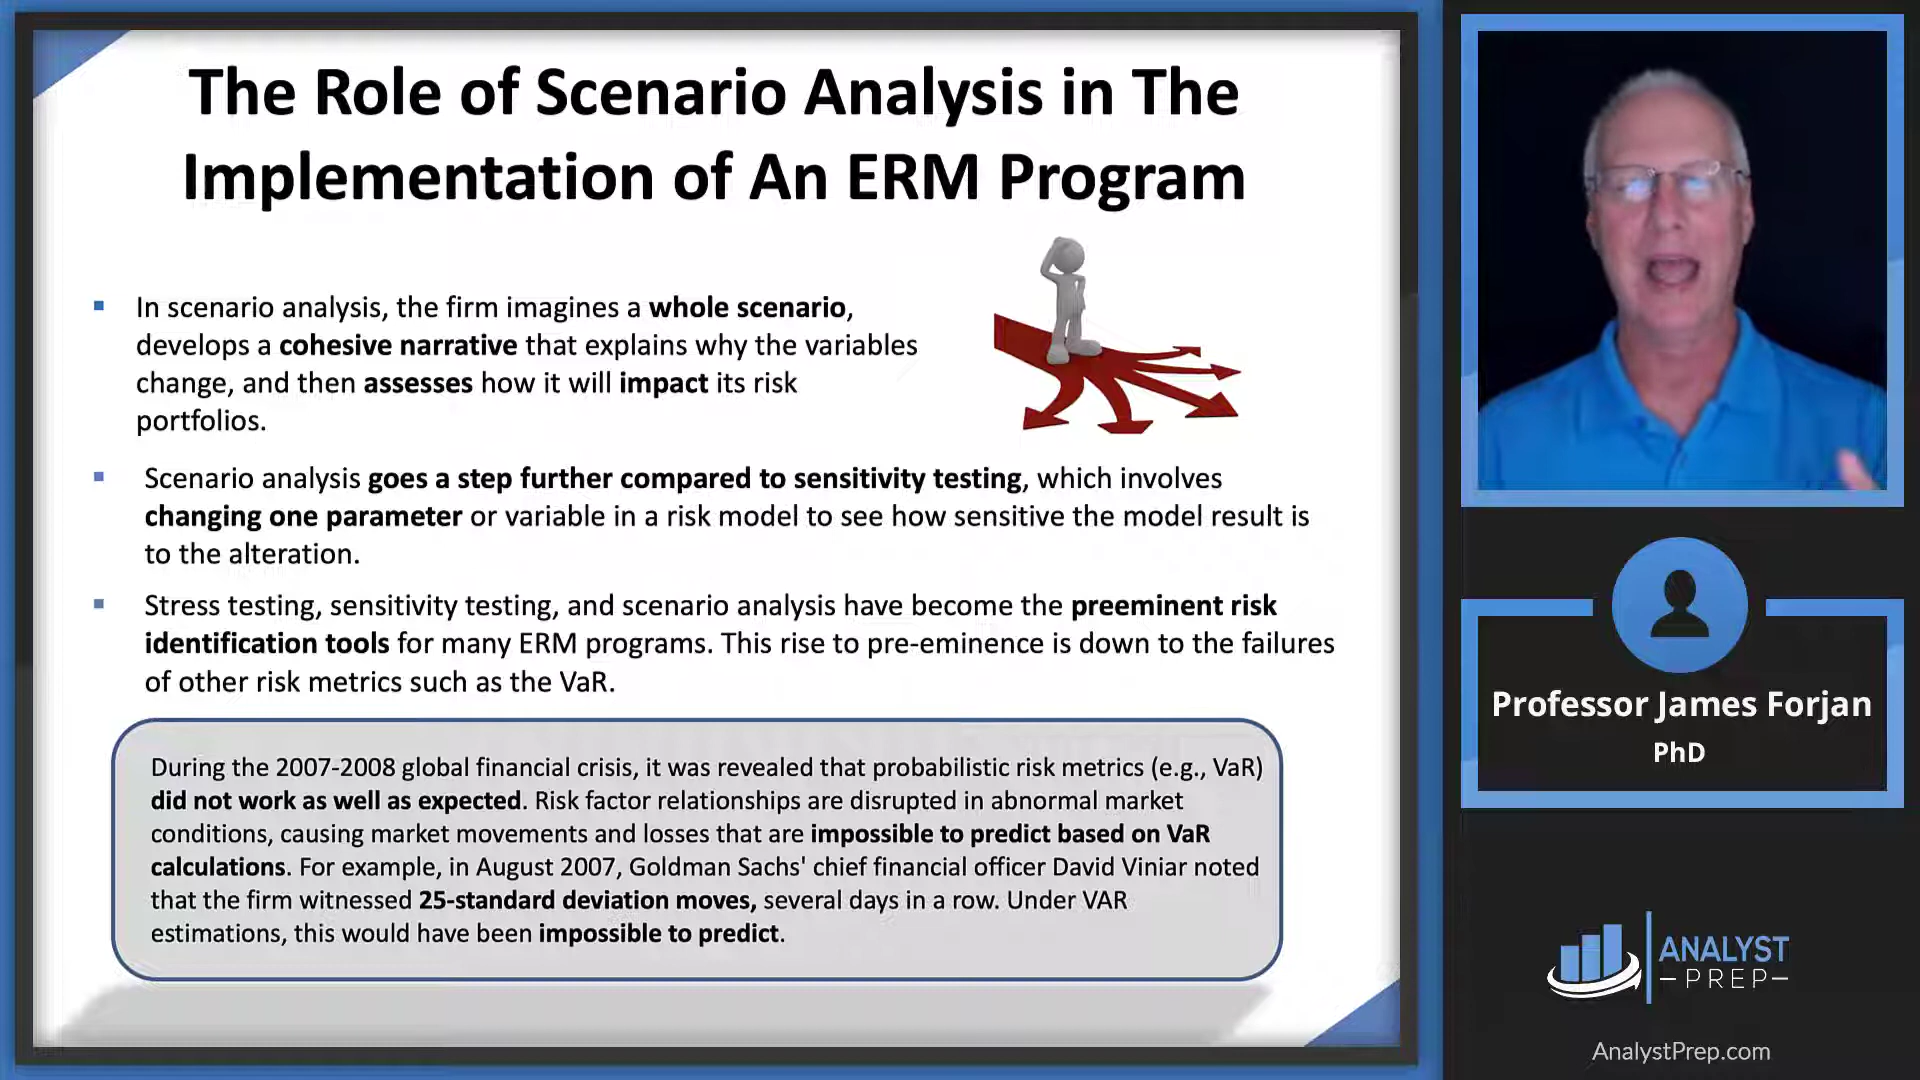 The Role of Scenario Analysis in The
Implementation of An ERM Program
In scenario analysis, the firm imagines a whole scenario,
develops a cohesive narrative that explains why the variables
change, and then assesses how it will impact its risk
portfolios.
Scenario analysis goes a step further compared to sensitivity testing, which involves
changing one parameter or variable in a risk model to see how sensitive the model result is
to the alteration.
Stress testing, sensitivity testing, and scenario analysis have become the preeminent risk
identification tools for many ERM programs. This rise to pre-eminence is down to the failures
of other risk metrics such as the VaR.
During the 2007-2008 global financial crisis, it was revealed that probabilistic risk metrics (e.g., VaR)
did not work as well as expected. Risk factor relationships are disrupted in abnormal market
conditions, causing market movements and losses that are impossible to predict based on VaR
calculations. For example, in August 2007, Goldman Sachs' chief financial officer David Viniar noted
that the firm witnessed 25-standard deviation moves, several days in a row. Under VAR
estimations, this would have been impossible to predict.
Professor James Forjan
PhD
ANALYST
PREP
AnalystPrep.com